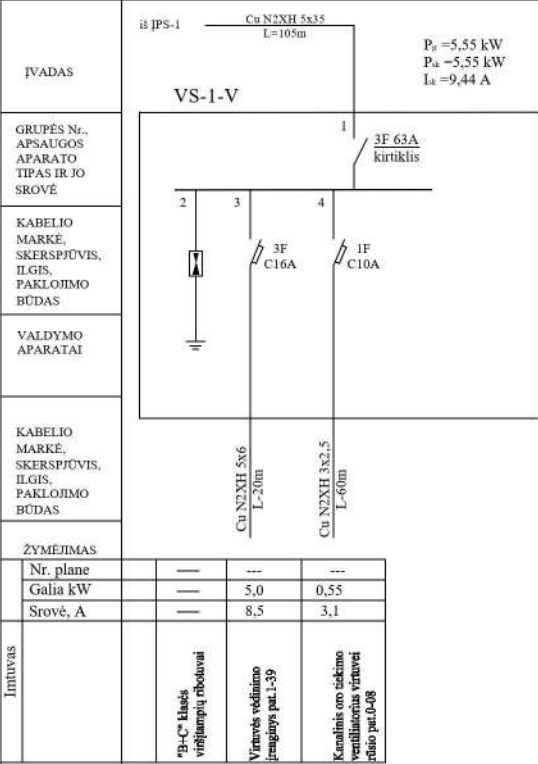 ĮVADAS
iš ĮPS-1
Cu N2XH 5x35
L=105m
P =5,55 kW
P =5,55 kW
I =9,44 A
VS-1-V
GRUPĖS Nr.,
APSAUGOS
APARATO
TIPAS IR JO
SROVĖ
1
3F 63A
kirtiklis
2
3
4
KABELIO
MARKĖ,
SKERSPJŪVIS,
ILGIS,
PAKLOJIMO
BŪDAS
3F
C16A
1F
C10A
VALDYMO
APARATAI
KABELIO
MARKĖ,
SKERSPJŪVIS,
ILGIS,
PAKLOJIMO
BŪDAS
Cu N2XH 5x6
L-20m
Cu N2XH 3x2,5
L-60m
ŽYMĖJIMAS
Nr. plane — --- ---
Galia kW — 5,0 0,55
Srovė, A — 8,5 3,1
Imtuvas
"B+C" klasės
viršįtampių ribotuvai
Virtuvės vėdinimo
įrenginys pat.1-39
Kanalinis oro tiekimo
ventiliatorius virtuvei
rūsio pat.0-08